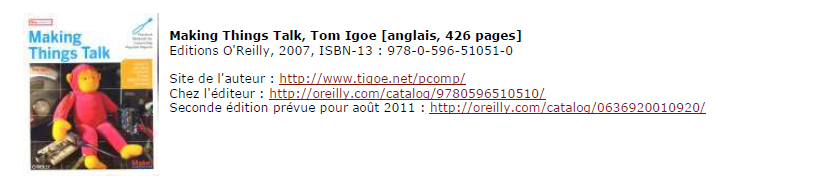 Making
Things Talk
O'REILLY
Make:
Making Things Talk, Tom Igoe [anglais, 426 pages]
Editions O'Reilly, 2007, ISBN-13 : 978-0-596-51051-0
Site de l'auteur : http://www.tigoe.net/pcomp/
Chez l'éditeur : http://oreilly.com/catalog/9780596510510/
Seconde édition prévue pour août 2011 : http://oreilly.com/catalog/0636920010920/